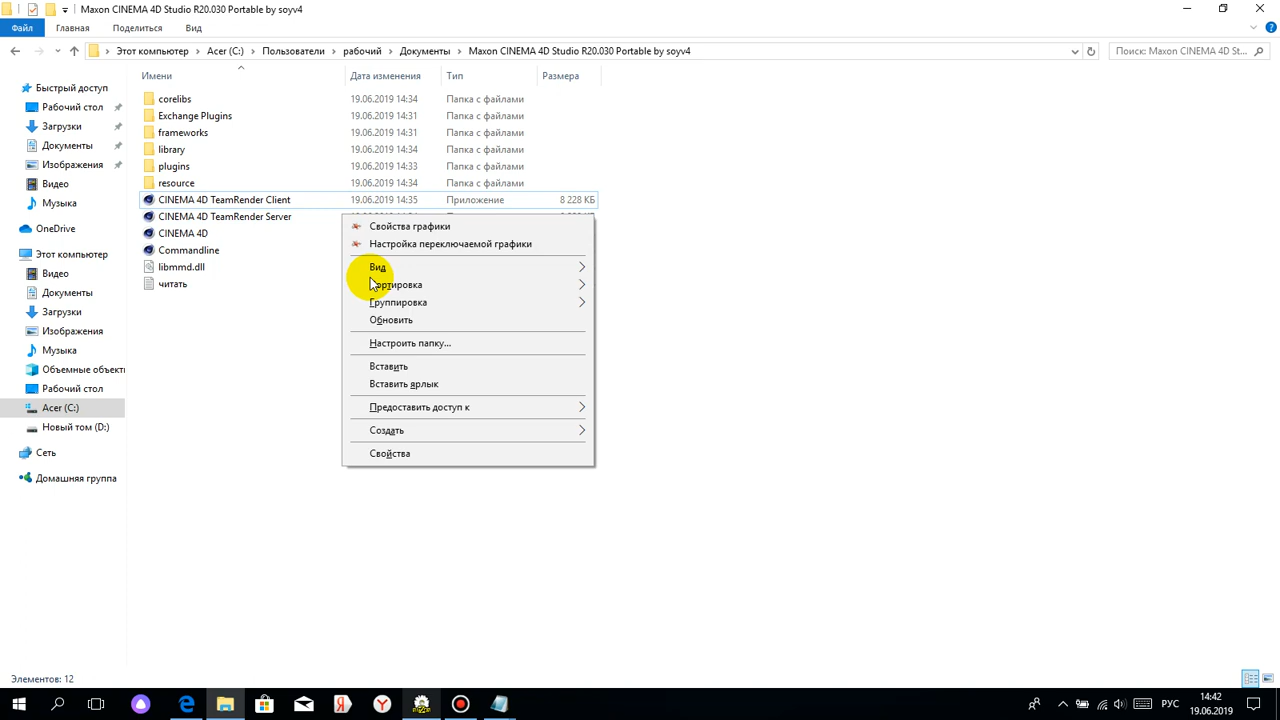 Maxon CINEMA 4D Studio R20.030 Portable by soyv4
Файл Главная Поделиться Вид
Этот компьютер Acer (C:) Пользователи рабочий Документы Maxon CINEMA 4D Studio R20.030 Portable by soyv4 Поиск: Maxon CINEMA 4D St...
Имени Дата изменения Тип Размера
Быстрый доступ
Рабочий стол
Загрузки
Документы
Изображения
Видео
Музыка
OneDrive
Этот компьютер
Видео
Документы
Загрузки
Изображения
Музыка
Объемные объекты
Рабочий стол
Acer (C:)
Новый том (D:)
Сеть
Домашняя группа
corelibs 19.06.2019 14:34 Папка с файлами
Exchange Plugins 19.06.2019 14:31 Папка с файлами
frameworks 19.06.2019 14:31 Папка с файлами
library 19.06.2019 14:34 Папка с файлами
plugins 19.06.2019 14:33 Папка с файлами
resource 19.06.2019 14:34 Папка с файлами
CINEMA 4D TeamRender Client 19.06.2019 14:35 Приложение 8 228 КБ
CINEMA 4D TeamRender Server
CINEMA 4D
Commandline
libmmd.dll
читать
Свойства графики
Настройка переключаемой графики
Вид
Сортировка
Группировка
Обновить
Настроить папку...
Вставить
Вставить ярлык
Предоставить доступ к
Создать
Свойства
Элементов: 12
РУС
14:42
19.06.2019